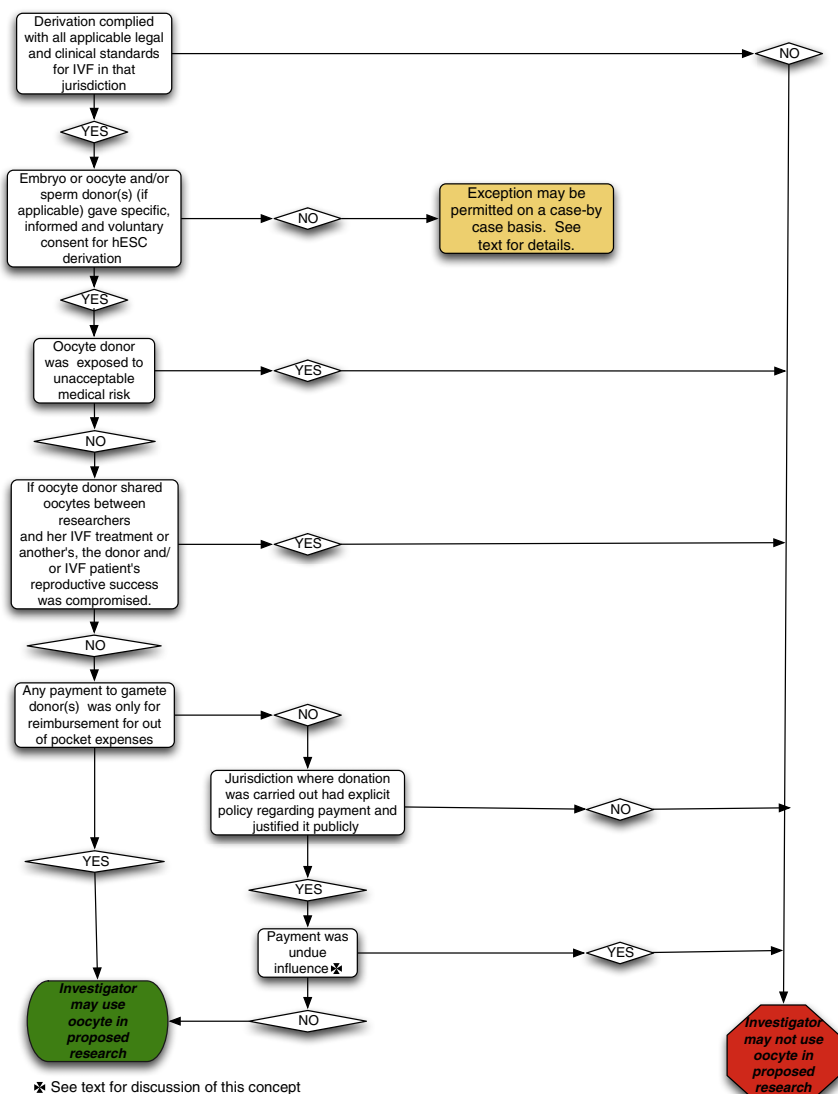 Derivation complied
with all applicable legal
and clinical standards
for IVF in that
jurisdiction
NO
YES
Embryo or oocyte and/or
sperm donor(s) (if
applicable) gave specific,
informed and voluntary
consent for hESC
derivation
NO
Exception may be
permitted on a case-by
case basis. See
text for details.
YES
Oocyte donor
was exposed to
unacceptable
medical risk
YES
NO
If oocyte donor shared
oocytes between
researchers
and her IVF treatment or
another's, the donor and/
or IVF patient's
reproductive success
was compromised.
YES
NO
Any payment to gamete
donor(s) was only for
reimbursement for out
of pocket expenses
NO
Jurisdiction where donation
was carried out had explicit
policy regarding payment and
justified it publicly
NO
YES
YES
Payment was
undue
influence✠
YES
NO
Investigator
may use
oocyte in
proposed
research
Investigator
may not use
oocyte in
proposed
research
✠ See text for discussion of this concept